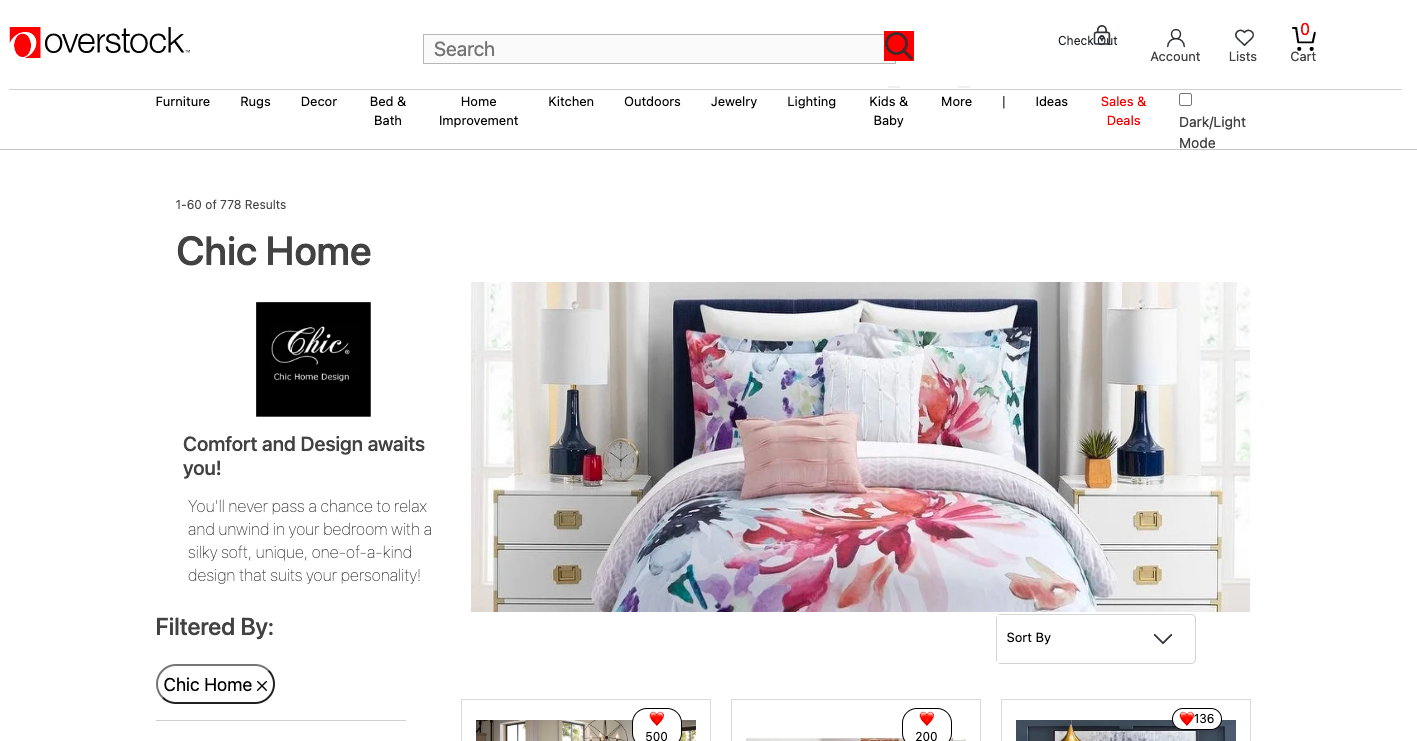 overstock™
Search
Check Out
Account
Lists
0
Cart
Furniture
Rugs
Decor
Bed &
Bath
Home
Improvement
Kitchen
Outdoors
Jewelry
Lighting
Kids &
Baby
More
|
Ideas
Sales &
Deals
Dark/Light
Mode
1-60 of 778 Results
Chic Home
Chic®
Chic Home Design
Comfort and Design awaits
you!
You'll never pass a chance to relax
and unwind in your bedroom with a
silky soft, unique, one-of-a-kind
design that suits your personality!
Filtered By:
Sort By
Chic Home ×
500
200
136